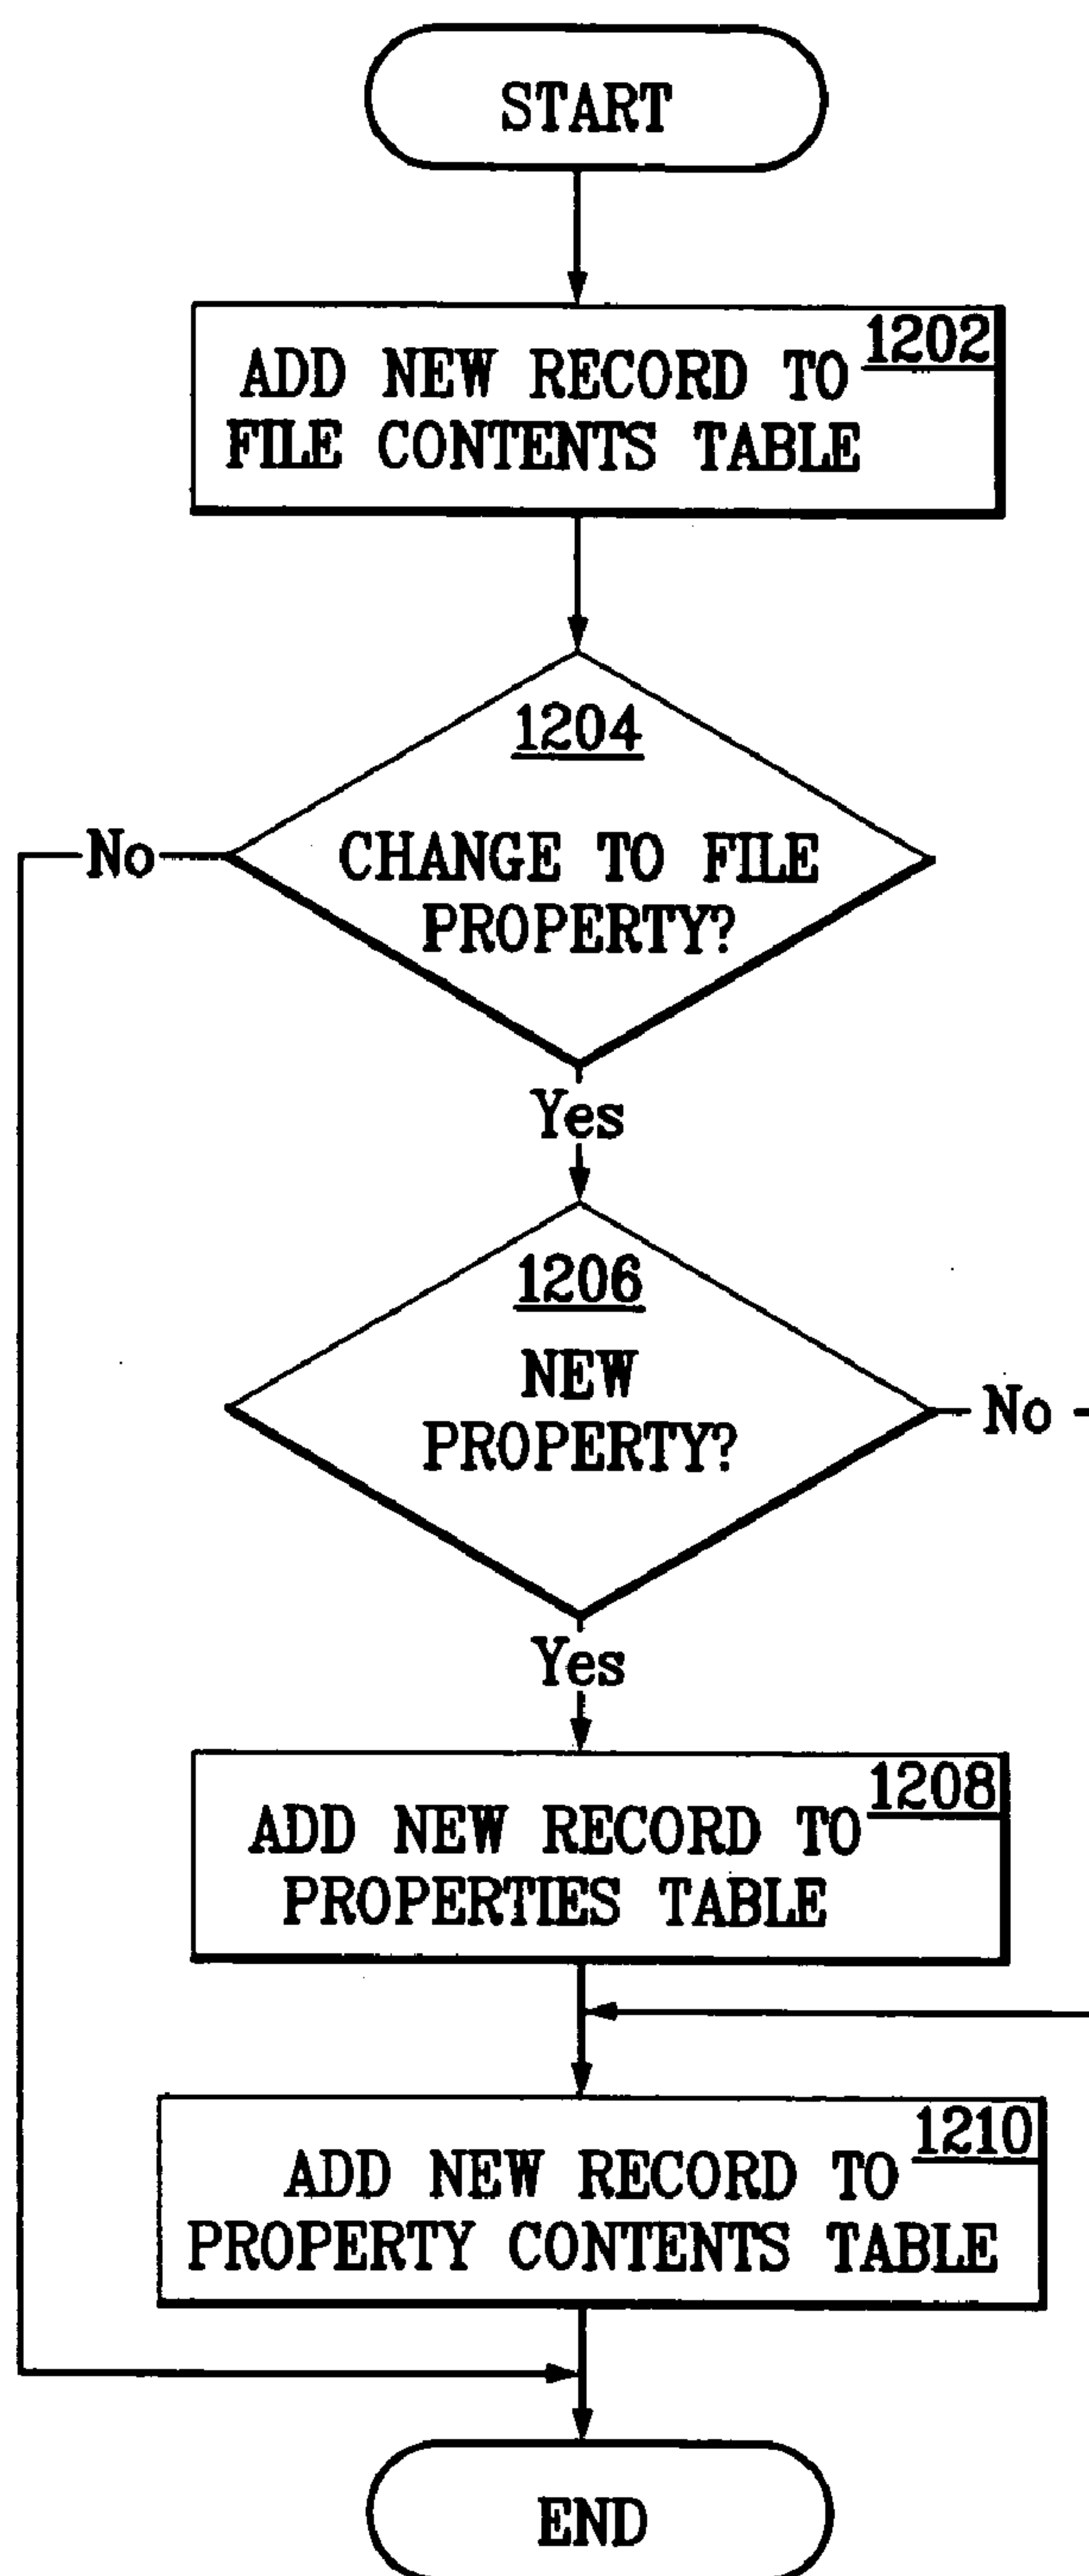 START
1202
ADD NEW RECORD TO
FILE CONTENTS TABLE
1204
No
CHANGE TO FILE
PROPERTY?
Yes
1206
NEW
PROPERTY?
No
Yes
1208
ADD NEW RECORD TO
PROPERTIES TABLE
1210
ADD NEW RECORD TO
PROPERTY CONTENTS TABLE
END